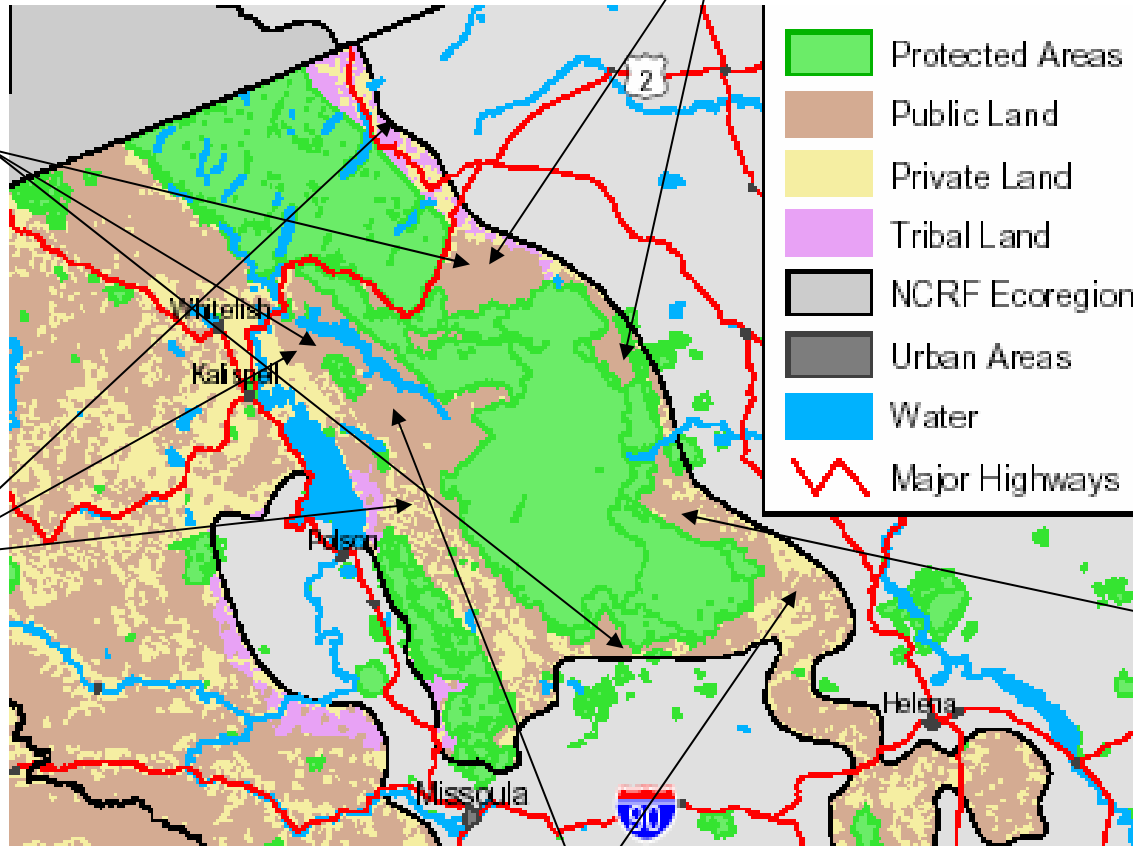 2
Protected Areas
Public Land
Private Land
Tribal Land
NCRF Ecoregion
Urban Areas
Water
Major Highways
Whitefish
Kalispell
Polson
Helena
Missoula
90